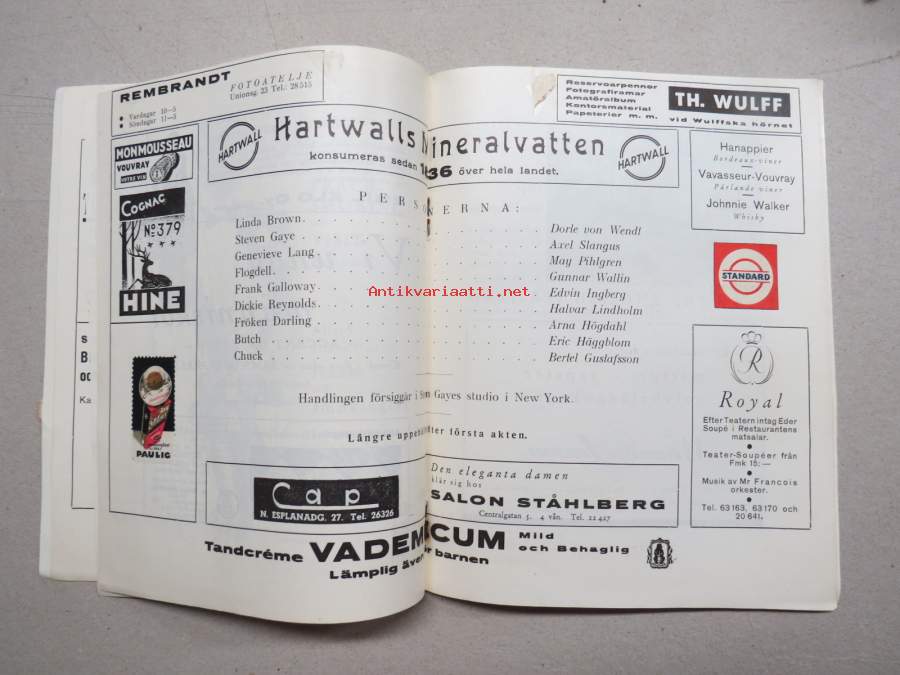 REMBRANDT
FOTOATELJE
Unionsg. 23 Tel.: 28 515
• Vardagar 10—5
• Söndagar 11—3
MONMOUSSEAU
VOUVRAY
COGNAC
No 379
HINE
PAULIG
Hartwalls Mineralvatten
konsumeras sedan 1836 över hela landet.
HARTWALL
HARTWALL
PERSONERNA:
Linda Brown . . . Dorle von Wendt
Steven Gaye . . . Axel Slangus
Genevieve Lang . . . May Pihlgren
Flogdell . . . Gunnar Wallin
Frank Galloway . . . Edvin Ingberg
Dickie Reynolds . . . Halvar Lindholm
Fröken Darling . . . Arna Högdahl
Butch . . . Eric Häggblom
Chuck . . . Bertel Gustafsson
Antikvariaatti.net
Handlingen försiggår i Gayes studio i New York.
Längre efter första akten.
Cap
N. ESPLANADG. 27. Tel. 26326
Den eleganta damen
klär sig hos
SALON STÅHLBERG
Centralgatan 5. 4 vån. Tel. 22 427
Tandcréme VADEMECUM Mild och Behaglig
Lämplig även för barnen
Reservoarpennor
Fotografiramar
Amatöralbum
Kontorsmaterial
Papeterier m. m.
TH. WULFF
vid Wulffska hörnet
Hanappier
Bordeaux-viner
Vavasseur-Vouvray
Pärlande viner
Johnnie Walker
Whisky
STANDARD
R
Royal
Efter Teatern intag Eder
Soupé i Restaurantens
matsalar.
•
Teater-Soupéer från
Fmk 15:—
•
Musik av Mr Francois
orkester.
•
Tel. 63 163, 63 170 och
20 641.